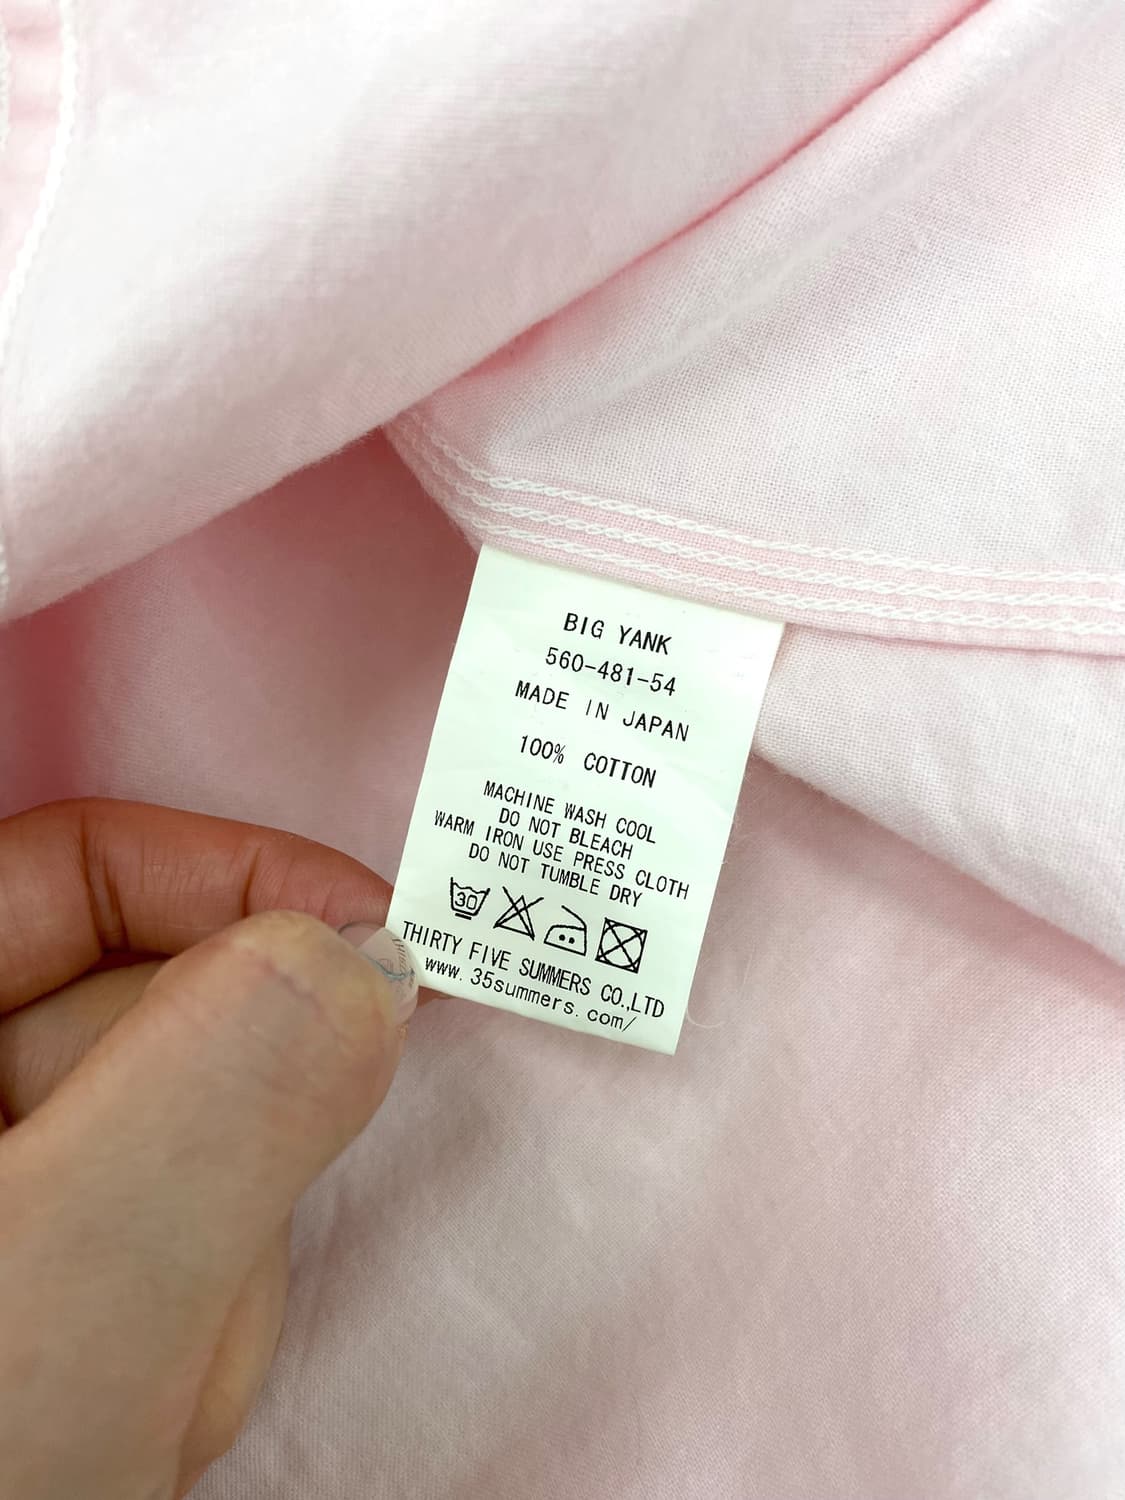 BIG YANK
560-481-54
MADE IN JAPAN
100% COTTON
MACHINE WASH COOL
DO NOT BLEACH
WARM IRON USE PRESS CLOTH
DO NOT TUMBLE DRY
30
THIRTY FIVE SUMMERS CO.,LTD
www.35summers.com/